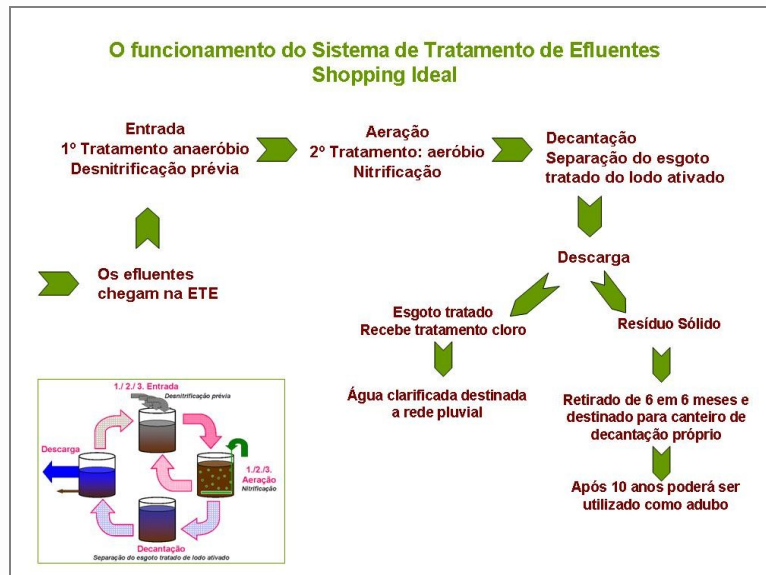 O funcionamento do Sistema de Tratamento de Efluentes
Shopping Ideal
Entrada
1º Tratamento anaeróbio
Desnitrificação prévia
Aeração
2º Tratamento: aeróbio
Nitrificação
Decantação
Separação do esgoto
tratado do lodo ativado
Os efluentes
chegam na ETE
Descarga
Esgoto tratado
Recebe tratamento cloro
Resíduo Sólido
Água clarificada destinada
a rede pluvial
Retirado de 6 em 6 meses e
destinado para canteiro de
decantação próprio
Após 10 anos poderá ser
utilizado como adubo
1./ 2./ 3. Entrada
Desnitrificação prévia
Descarga
1./2./3.
Aeração
Nitrificação
Decantação
Separação do esgoto tratado de lodo ativado